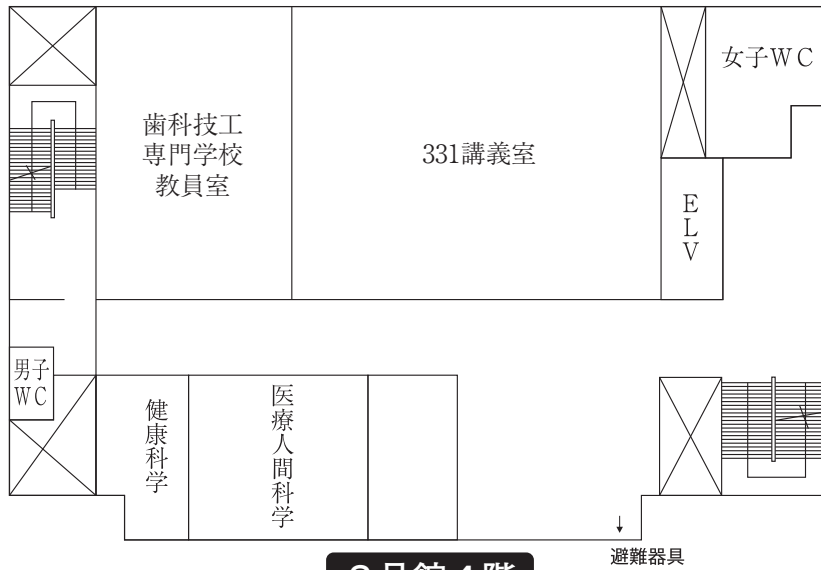 女子WC
歯科技工
専門学校
教員室
331講義室
ELV
男子
WC
健康科学
医療人間科学
避難器具